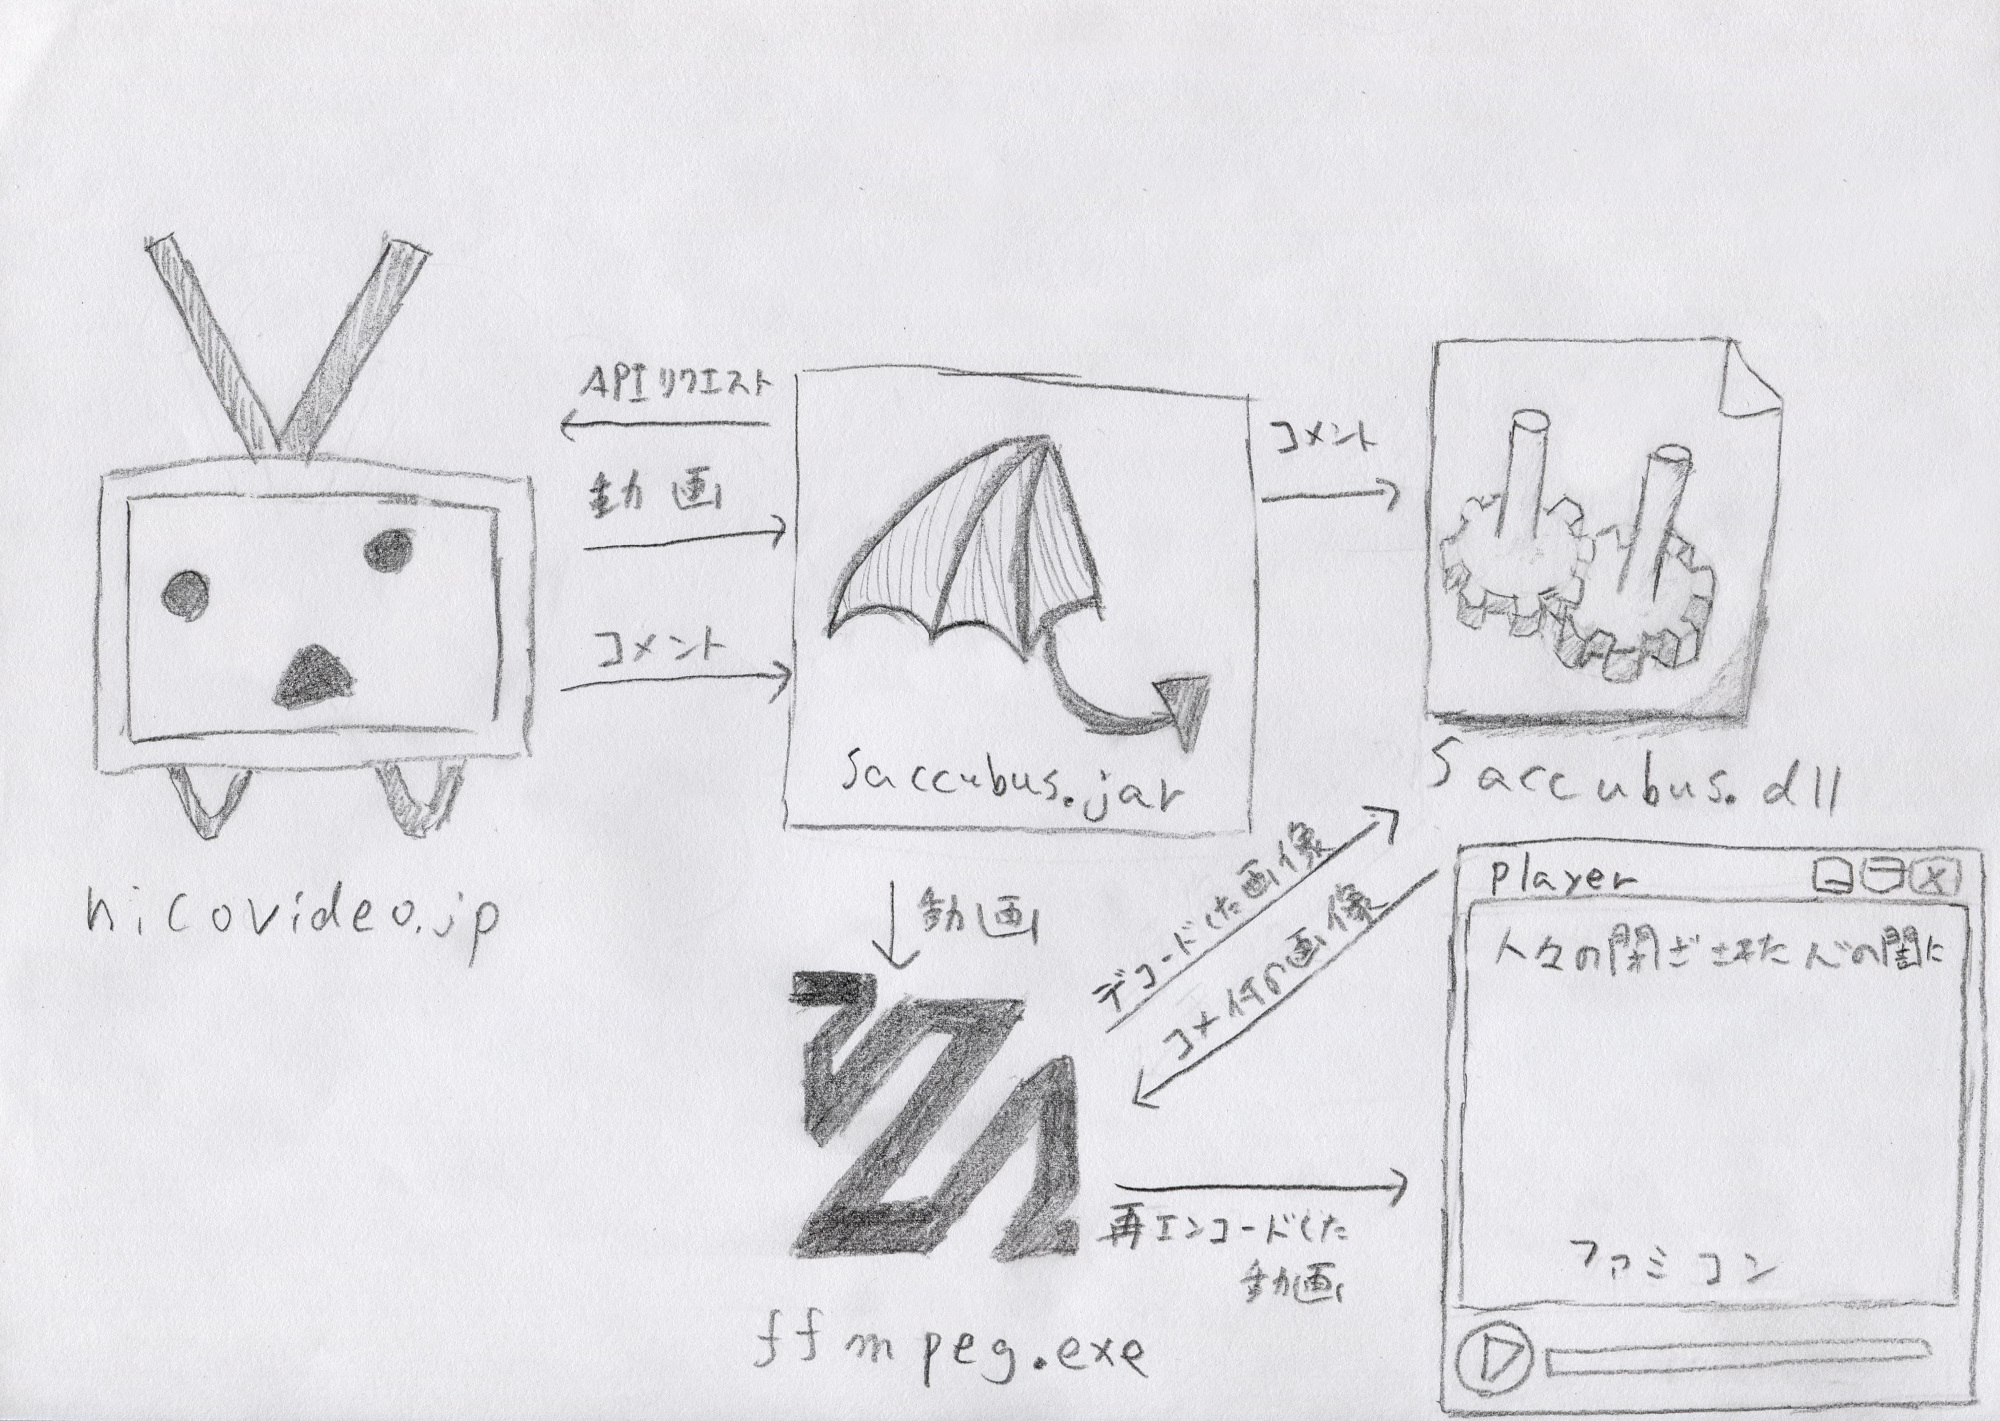 APIリクエスト
動画
コメント
nicovideo.jp
Saccubus.jar
コメント
Saccubus.dll
動画
デコードした画像
コメ付の画像
ffmpeg.exe
再エンコードした
動画
player
人々の閉ざされた心の闇に
ファミコン